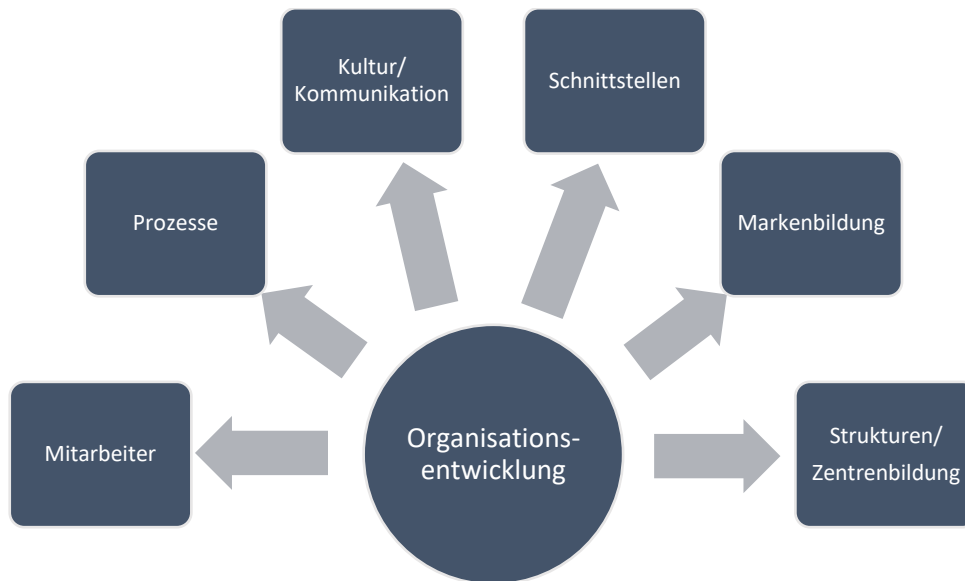 Kultur/
Kommunikation
Schnittstellen
Prozesse
Markenbildung
Mitarbeiter
Organisations-
entwicklung
Strukturen/
Zentrenbildung